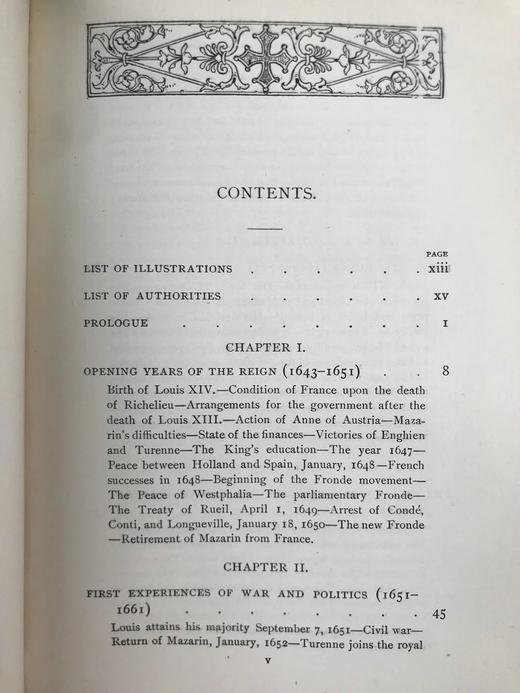 CONTENTS.
PAGE
LIST OF ILLUSTRATIONS . . . . . . xiii
LIST OF AUTHORITIES . . . . . xv
PROLOGUE . . . . . . . . 1
CHAPTER I.
OPENING YEARS OF THE REIGN (1643–1651) . . 8
Birth of Louis XIV.—Condition of France upon the death
of Richelieu—Arrangements for the government after the
death of Louis XIII.—Action of Anne of Austria—Maza-
rin's difficulties—State of the finances—Victories of Enghien
and Turenne—The King's education—The year 1647—
Peace between Holland and Spain, January, 1648—French
successes in 1648—Beginning of the Fronde movement—
The Peace of Westphalia—The parliamentary Fronde—
The Treaty of Rueil, April 1, 1649—Arrest of Condé,
Conti, and Longueville, January 18, 1650—The new Fronde
—Retirement of Mazarin from France.
CHAPTER II.
FIRST EXPERIENCES OF WAR AND POLITICS (1651–
1661) . . . . . . . . 45
Louis attains his majority September 7, 1651—Civil war—
Return of Mazarin, January, 1652—Turenne joins the royal
v